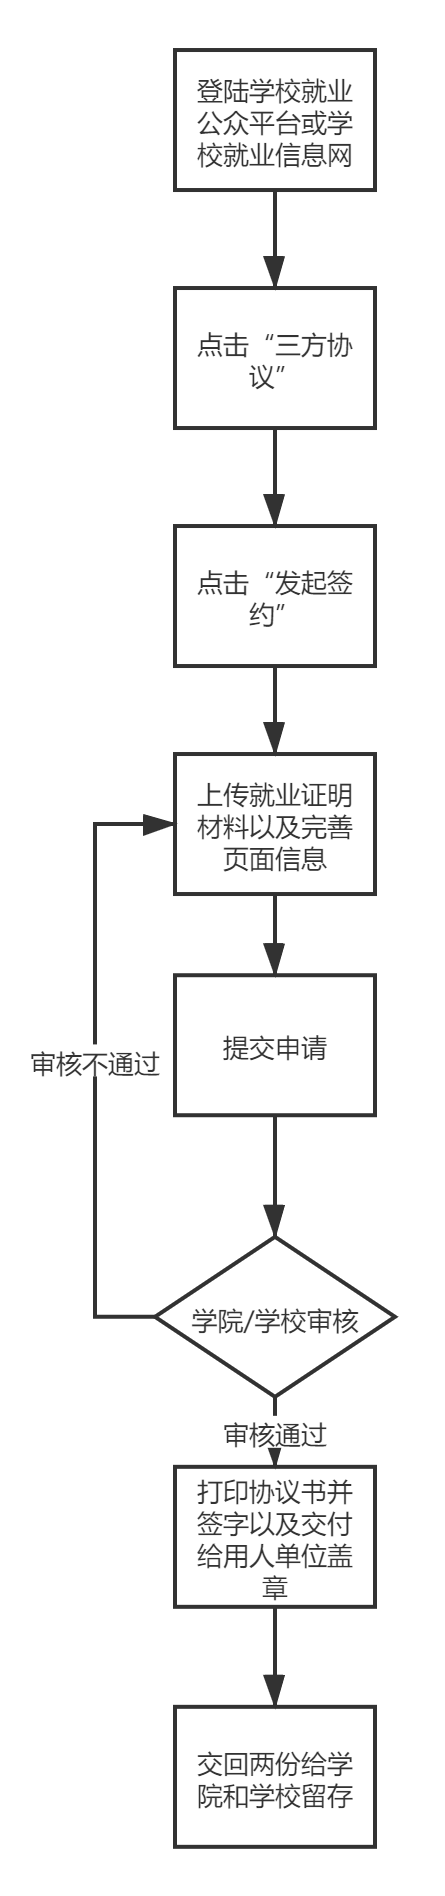 登陆学校就业
公众平台或学
校就业信息网
点击“三方协
议”
点击“发起签
约”
上传就业证明
材料以及完善
页面信息
提交申请
审核不通过
学院/学校审核
审核通过
打印协议书并
签字以及交付
给用人单位盖
章
交回两份给学
院和学校留存